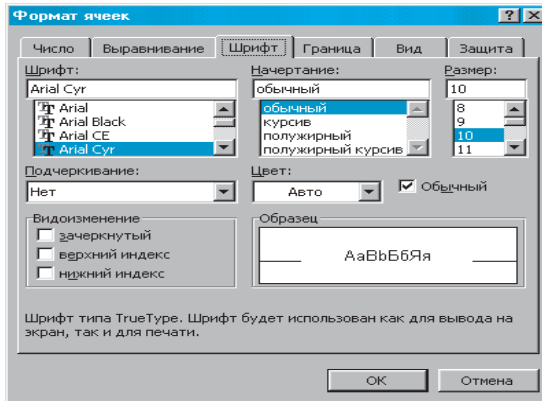 Формат ячеек
Число Выравнивание Шрифт Граница Вид Защита
Шрифт: Начертание: Размер:
Arial Cyr обычный 10
Arial обычный 8
Arial Black курсив 9
Arial CE полужирный 10
Arial Cyr полужирный курсив 11
Подчеркивание: Цвет:
Нет Авто Обычный
Видоизменение Образец
зачеркнутый
верхний индекс АаВbБбЯя
нижний индекс
Шрифт типа TrueType. Шрифт будет использован как для вывода на
экран, так и для печати.
ОК Отмена